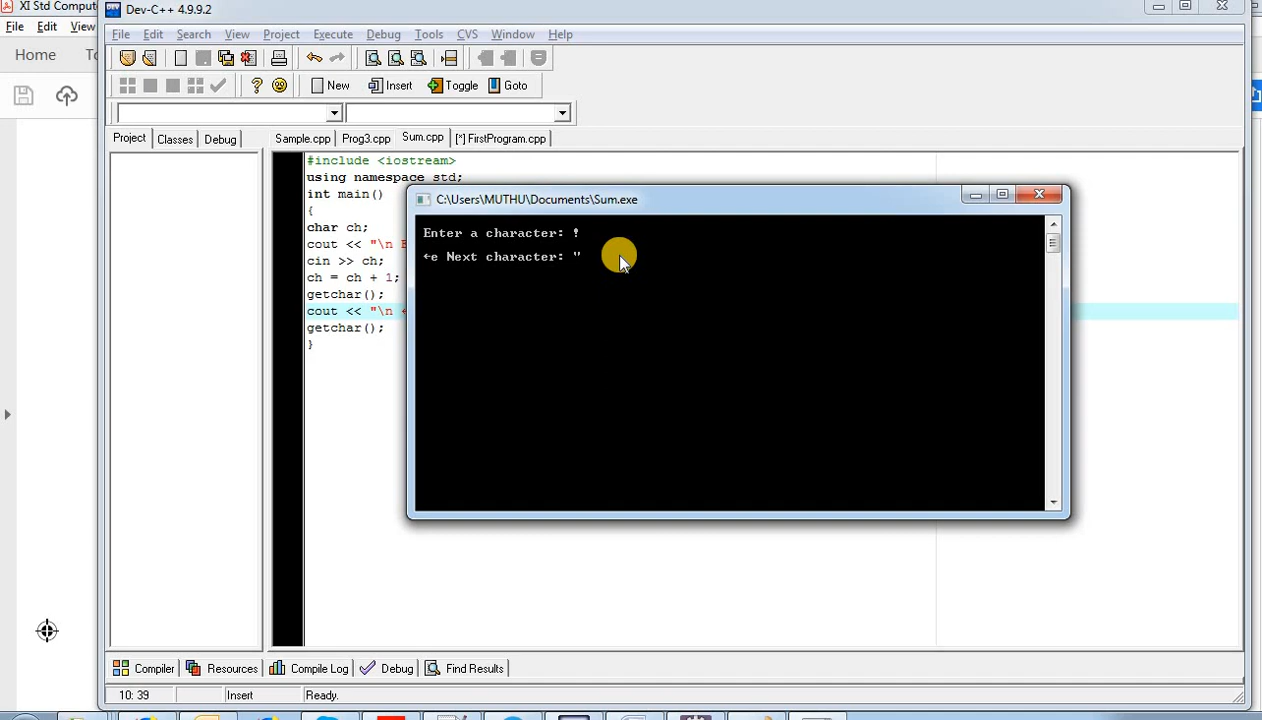 XI Std Compute
Dev-C++ 4.9.9.2
File Edit View
File Edit Search View Project Execute Debug Tools CVS Window Help
Home
New Insert Toggle Goto
Project Classes Debug
Sample.cpp Prog3.cpp Sum.cpp [*] FirstProgram.cpp
#include <iostream>
using namespace std;
int main()
{
char ch;
cout << "\n E
cin >> ch;
ch = ch + 1;
getchar();
cout << "\n
getchar();
}
C:\Users\MUTHU\Documents\Sum.exe
Enter a character: !
←e Next character: "
Compiler Resources Compile Log Debug Find Results
10: 39 Insert Ready.